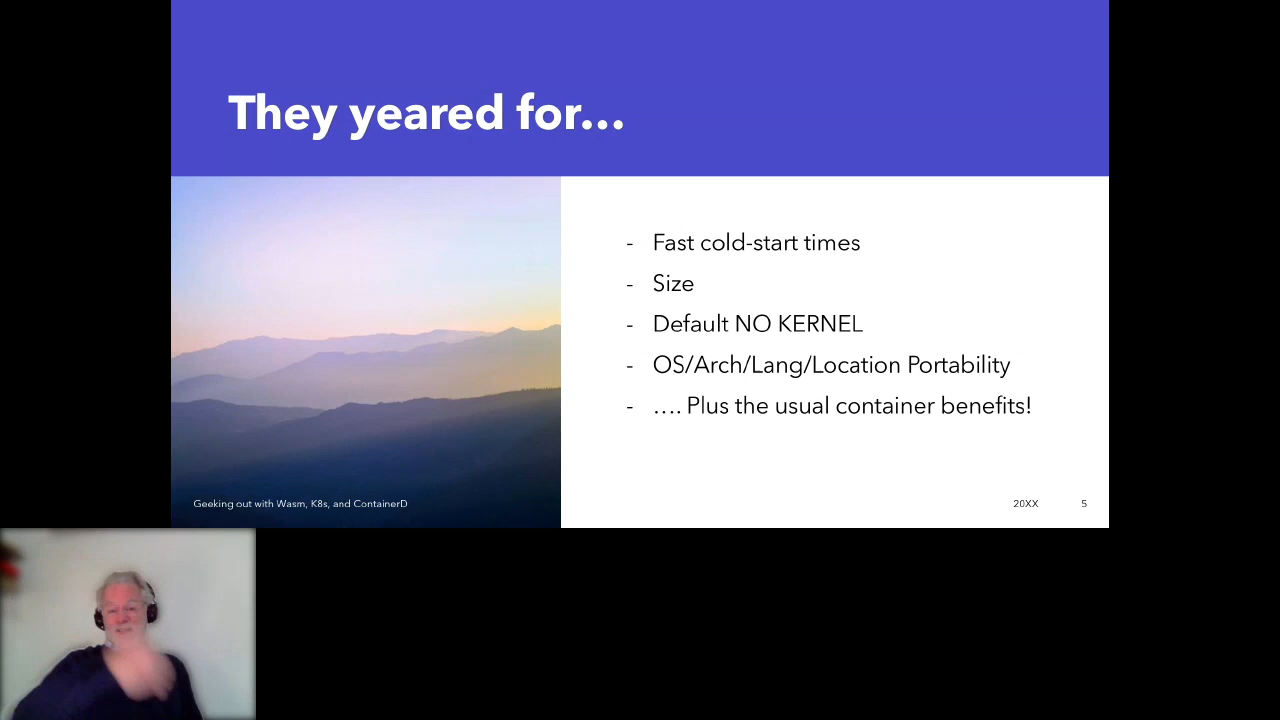 They yeared for...
- Fast cold-start times
- Size
- Default NO KERNEL
- OS/Arch/Lang/Location Portability
- .... Plus the usual container benefits!
Geeking out with Wasm, K8s, and ContainerD
20XX 5